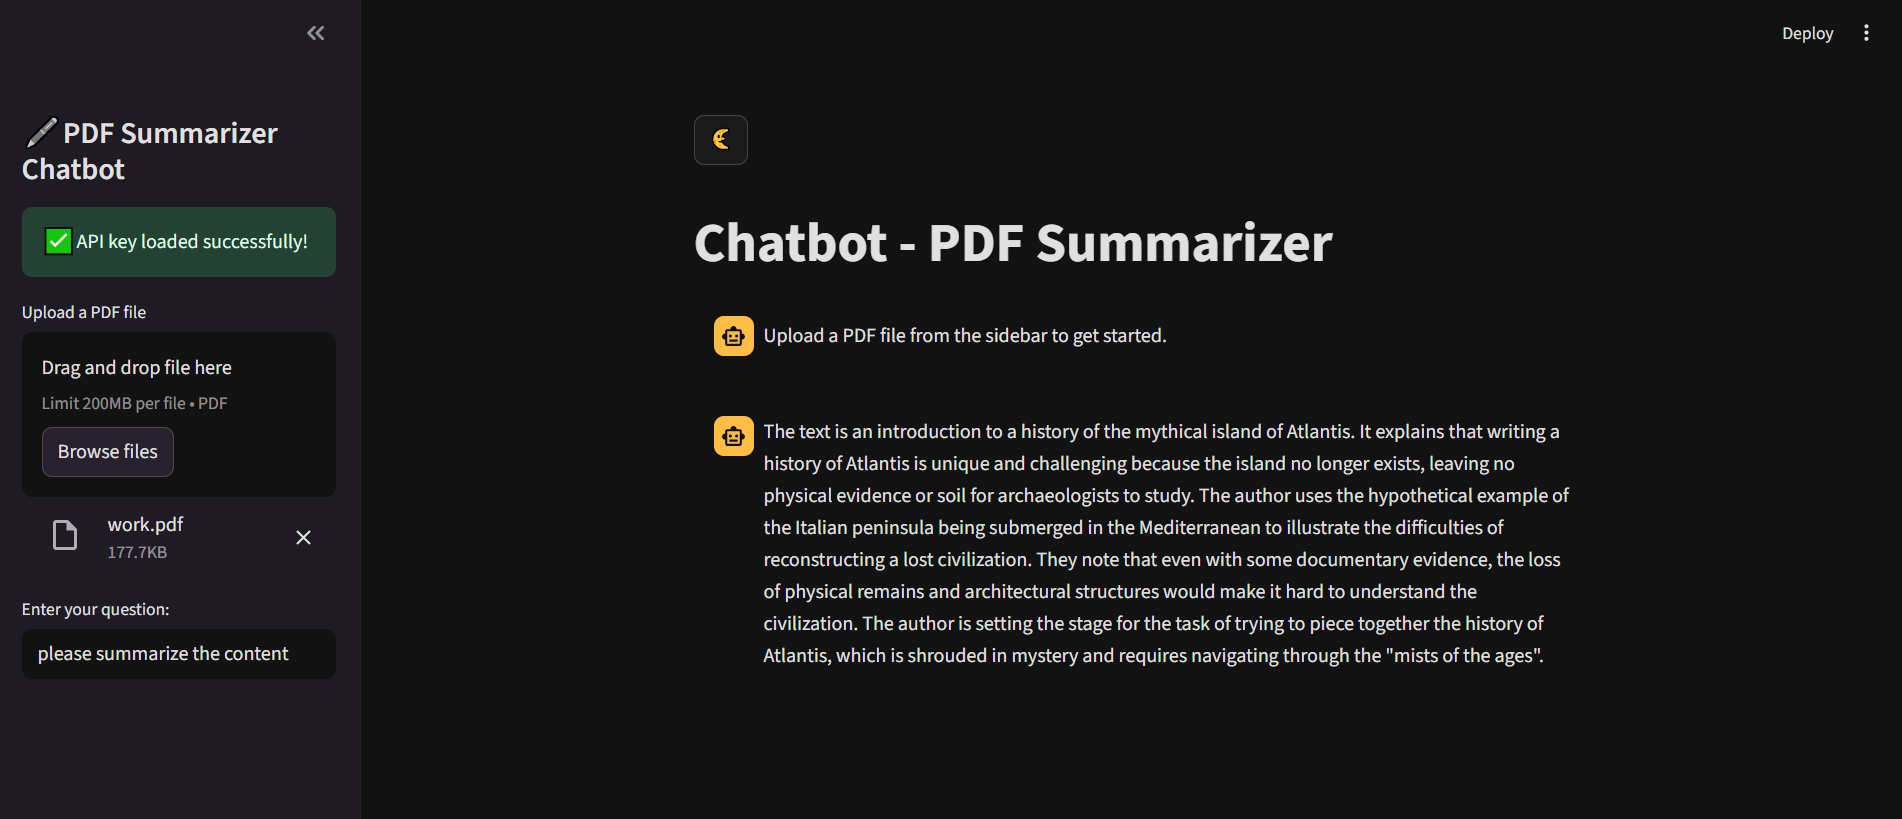 Deploy
PDF Summarizer
Chatbot
API key loaded successfully!
Upload a PDF file
Drag and drop file here
Limit 200MB per file • PDF
Browse files
work.pdf
177.7KB
Enter your question:
please summarize the content
Chatbot - PDF Summarizer
Upload a PDF file from the sidebar to get started.
The text is an introduction to a history of the mythical island of Atlantis. It explains that writing a
history of Atlantis is unique and challenging because the island no longer exists, leaving no
physical evidence or soil for archaeologists to study. The author uses the hypothetical example of
the Italian peninsula being submerged in the Mediterranean to illustrate the difficulties of
reconstructing a lost civilization. They note that even with some documentary evidence, the loss
of physical remains and architectural structures would make it hard to understand the
civilization. The author is setting the stage for the task of trying to piece together the history of
Atlantis, which is shrouded in mystery and requires navigating through the "mists of the ages".